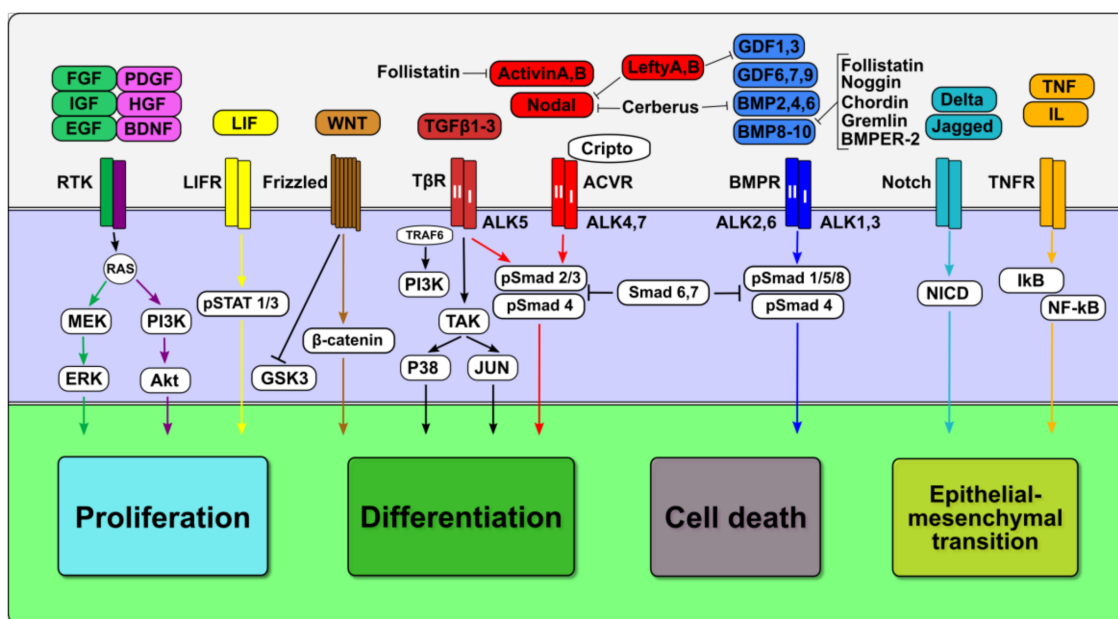 FGF
PDGF
IGF
HGF
EGF
BDNF
LIF
WNT
TGFβ1-3
Follistatin
ActivinA,B
Nodal
LeftyA,B
Cerberus
GDF1,3
GDF6,7,9
BMP2,4,6
BMP8-10
Follistatin
Noggin
Chordin
Gremlin
BMPER-2
Delta
Jagged
TNF
IL
Cripto
RTK
LIFR
Frizzled
TβR
II
I
ACVR
II
I
BMPR
II
I
Notch
TNFR
ALK5
ALK4,7
ALK2,6
ALK1,3
RAS
MEK
PI3K
ERK
Akt
pSTAT 1/3
β-catenin
GSK3
TRAF6
PI3K
TAK
P38
JUN
pSmad 2/3
pSmad 4
Smad 6,7
pSmad 1/5/8
pSmad 4
NICD
IkB
NF-kB
Proliferation
Differentiation
Cell death
Epithelial-
mesenchymal
transition